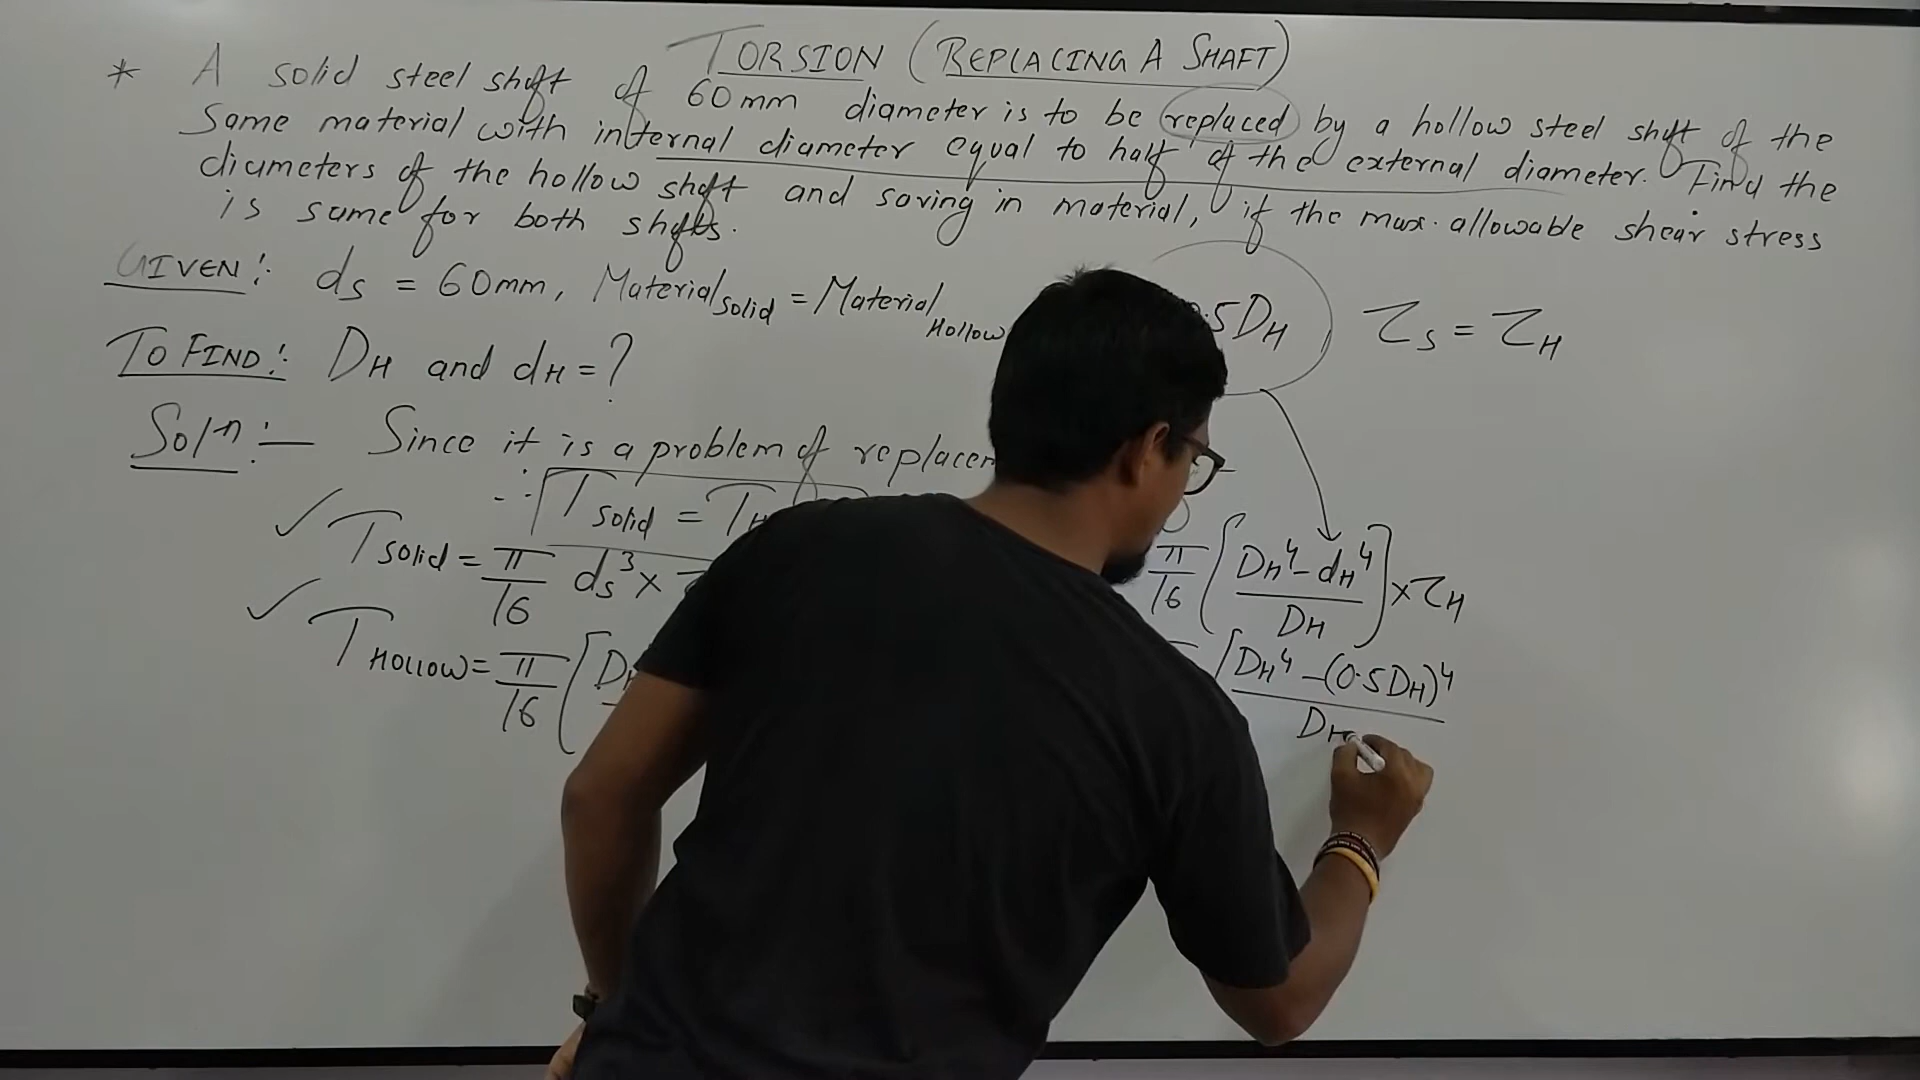 TORSION (REPLACING A SHAFT)
* A solid steel shaft of 60mm diameter is to be replaced by a hollow steel shaft of the
Same material with internal diameter equal to half of the external diameter. Find the
diameters of the hollow shaft and saving in material, if the max. allowable shear stress
is same for both shafts.
GIVEN: ds = 60mm, Material Solid = Material Hollow .5DH τS = τH
TO FIND: DH and dH = ?
Soln:- Since it is a problem of
∴ T Solid = TH
✓ T Solid = π/16 ds³ ×
π/16 [DH⁴ - dH⁴ / DH] × τH
✓ T HOLLOW = π/16 [D
[DH⁴ - (0.5DH)⁴ / DH